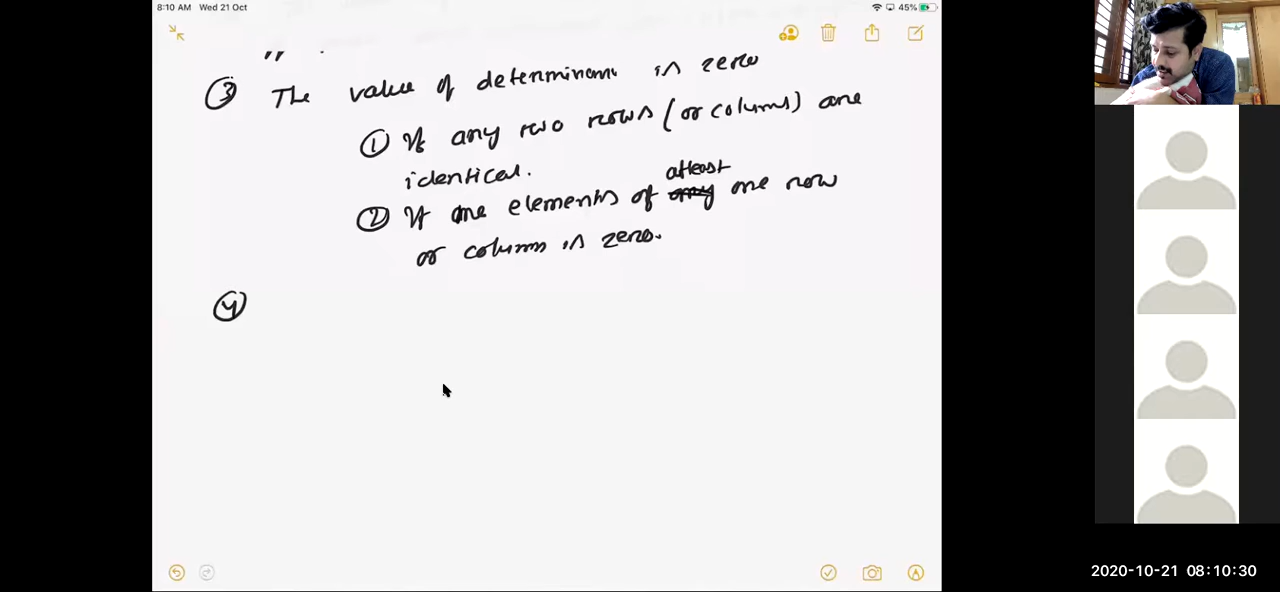 8:10 AM Wed 21 Oct
45%
③ The value of determinant is zero
① If any two rows (or columns) are
identical.
atleast
② If the elements of any one row
or column is zero.
④
2020-10-21 08:10:30